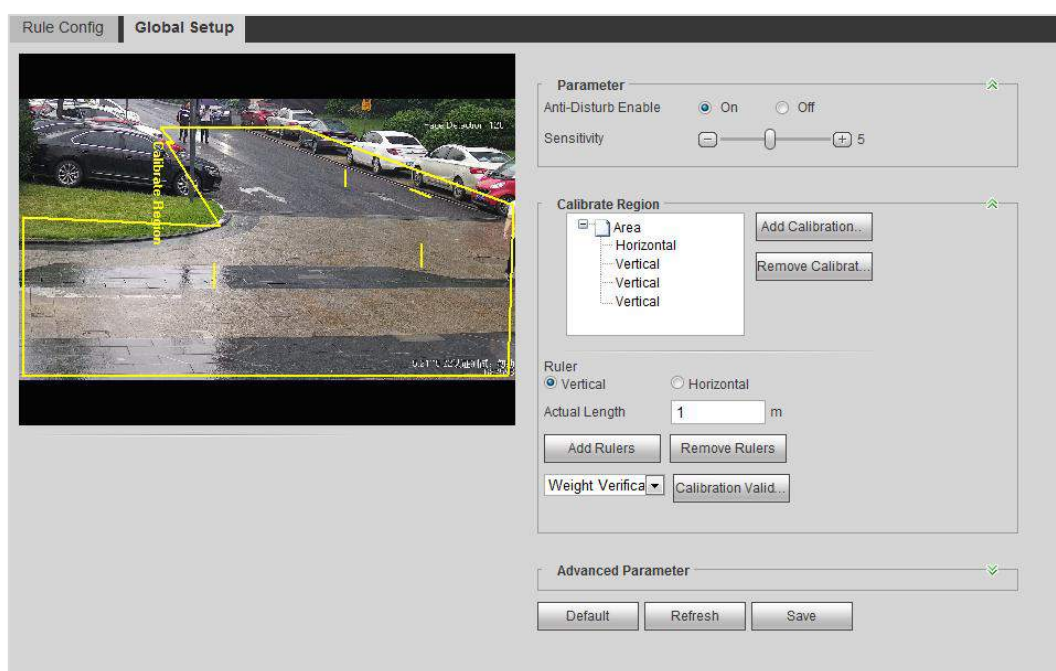 Rule Config Global Setup
Calibrate Region
Parameter
Anti-Disturb Enable On Off
Sensitivity 5
Calibrate Region
Area
Horizontal
Vertical
Vertical
Vertical
Add Calibration..
Remove Calibrat...
Ruler
Vertical Horizontal
Actual Length 1 m
Add Rulers Remove Rulers
Weight Verifica Calibration Valid...
Advanced Parameter
Default Refresh Save